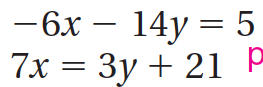 −6x − 14y = 5
7x = 3y + 21 p